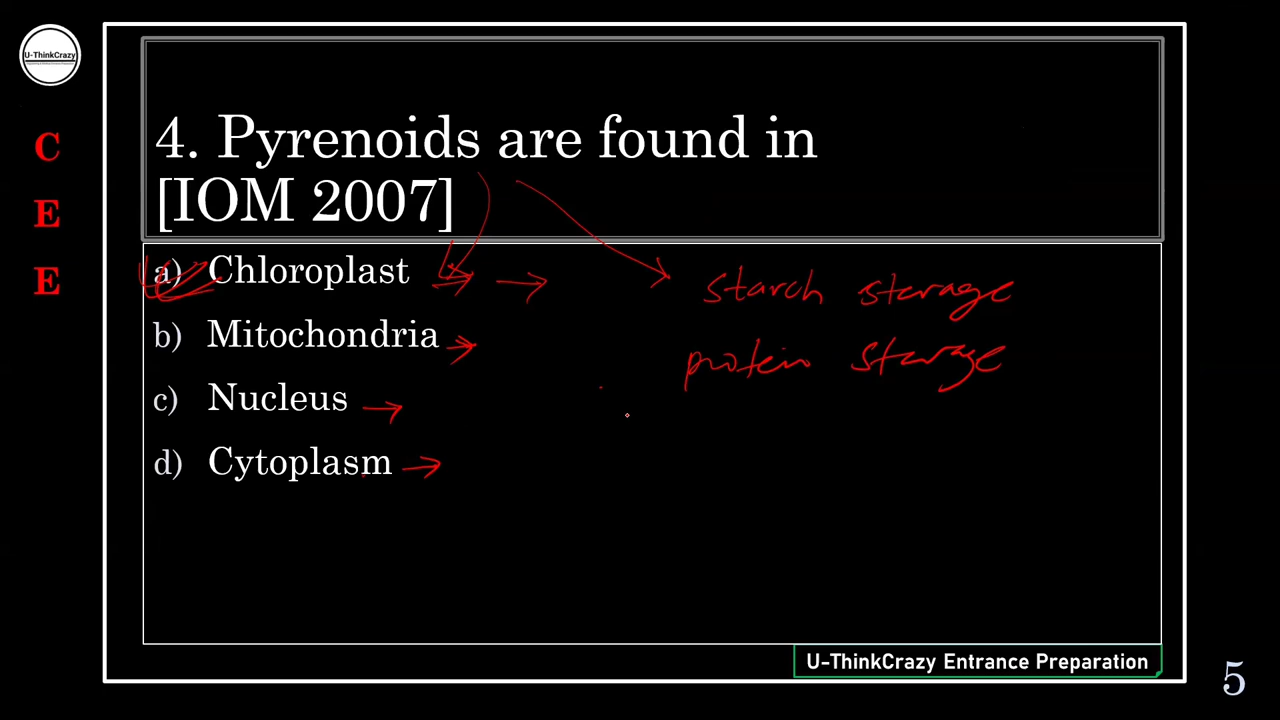 U-ThinkCrazy
C
E
E
4. Pyrenoids are found in
[IOM 2007]
a) Chloroplast
starch storage
b) Mitochondria
protein storage
c) Nucleus
d) Cytoplasm
U-ThinkCrazy Entrance Preparation
5